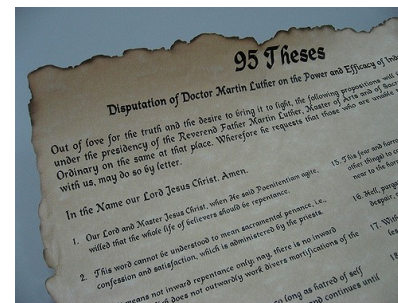 95 Theses
Disputation of Doctor Martin Luther on the Power and Efficacy of
Out of love for the truth and the desire to bring it to light, the following propositions will
under the presidency of the Reverend Father Martin Luther, Master of Arts and of
Ordinary on the same at that place. Wherefore he requests that those who are unable
with us, may do so by letter.
In the Name our Lord Jesus Christ. Amen.
1. Our Lord and Master Jesus Christ, when He said Poenitentiam agite,
willed that the whole life of believers should be repentance.
2. This word cannot be understood to mean sacramental penance, i.e.,
confession and satisfaction, which is administered by the priests.
means not inward repentance only; nay, there is no inward
does not outwardly work divers mortifications of the
so long as hatred of self
and continues until
15. This fear and
other things to
near to the
16. Hell,
despair,
17. With
18.